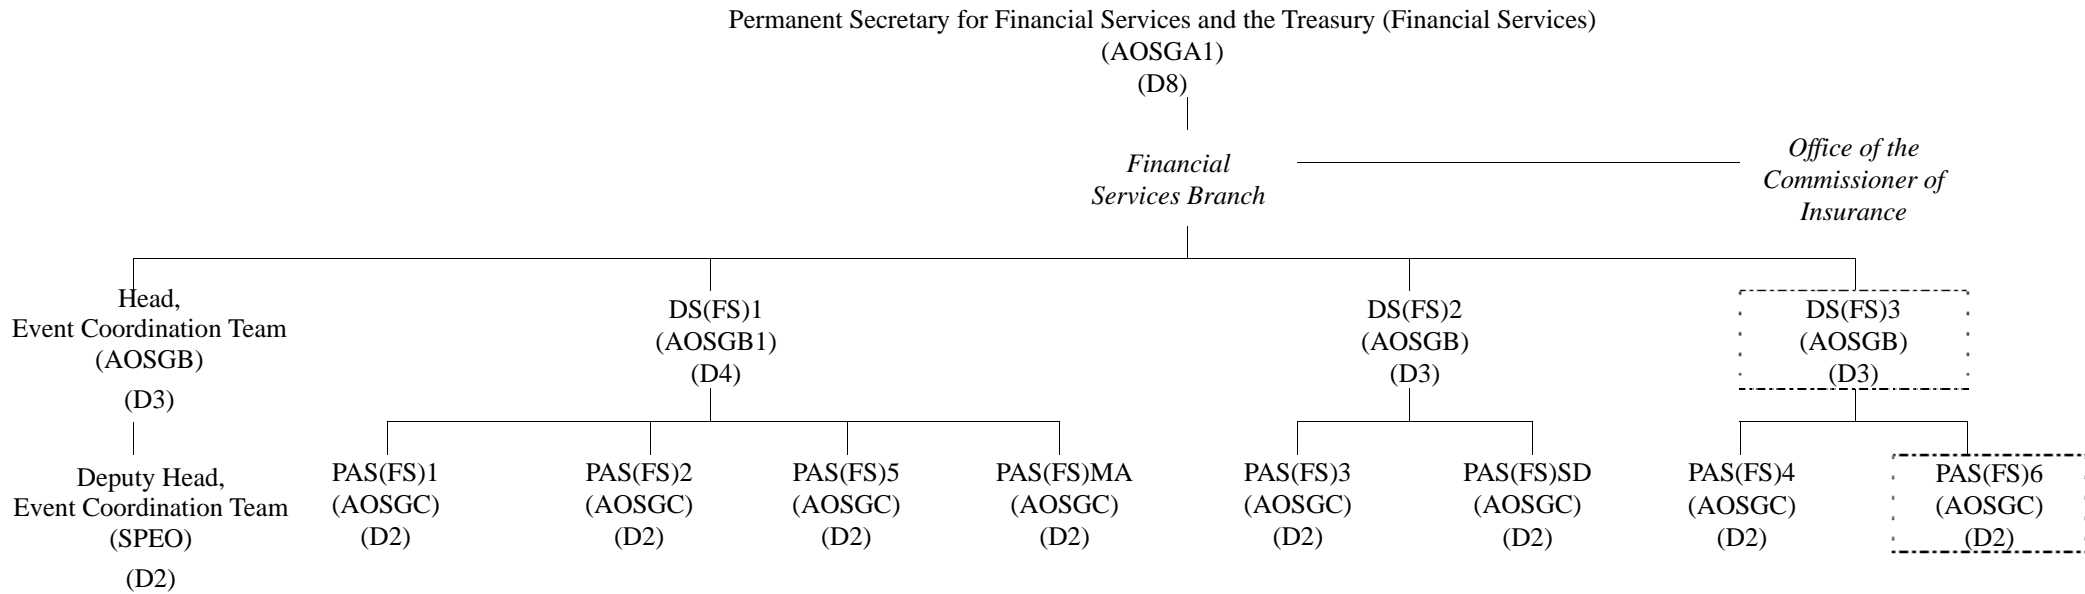 Permanent Secretary for Financial Services and the Treasury (Financial Services)
(AOSGA1)
(D8)
Financial
Services Branch
Office of the
Commissioner of
Insurance
Head,
Event Coordination Team
(AOSGB)
(D3)
DS(FS)1
(AOSGB1)
(D4)
DS(FS)2
(AOSGB)
(D3)
DS(FS)3
(AOSGB)
(D3)
Deputy Head,
Event Coordination Team
(SPEO)
(D2)
PAS(FS)1
(AOSGC)
(D2)
PAS(FS)2
(AOSGC)
(D2)
PAS(FS)5
(AOSGC)
(D2)
PAS(FS)MA
(AOSGC)
(D2)
PAS(FS)3
(AOSGC)
(D2)
PAS(FS)SD
(AOSGC)
(D2)
PAS(FS)4
(AOSGC)
(D2)
PAS(FS)6
(AOSGC)
(D2)